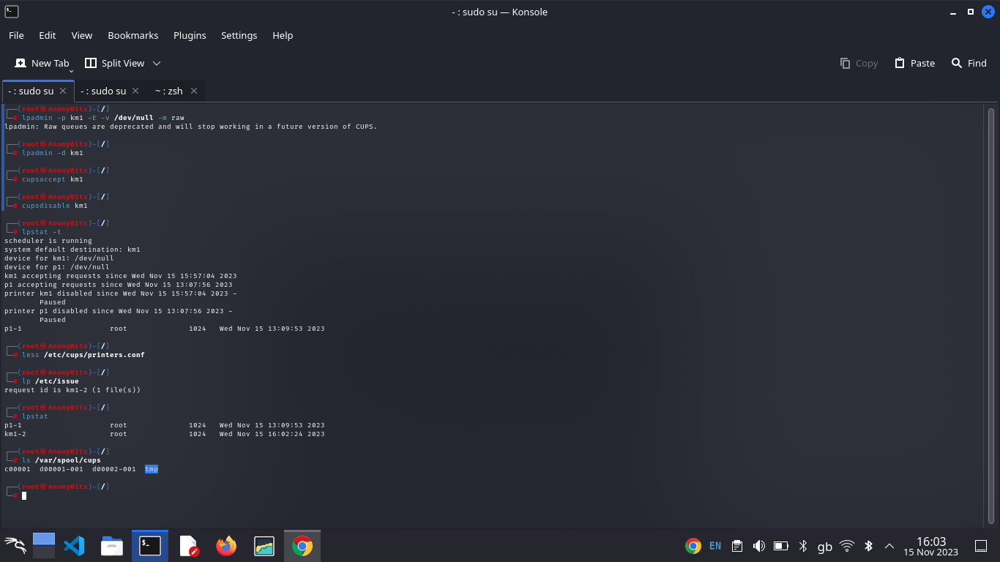 - : sudo su — Konsole
File Edit View Bookmarks Plugins Settings Help
New Tab Split View Copy Paste Find
- : sudo su - : sudo su ~ : zsh
┌──(root㉿AnonyBits)-[/]
└─# lpadmin -p km1 -E -v /dev/null -m raw
lpadmin: Raw queues are deprecated and will stop working in a future version of CUPS.
┌──(root㉿AnonyBits)-[/]
└─# lpadmin -d km1
┌──(root㉿AnonyBits)-[/]
└─# cupsaccept km1
┌──(root㉿AnonyBits)-[/]
└─# cupsdisable km1
┌──(root㉿AnonyBits)-[/]
└─# lpstat -t
scheduler is running
system default destination: km1
device for km1: /dev/null
device for p1: /dev/null
km1 accepting requests since Wed Nov 15 15:57:04 2023
p1 accepting requests since Wed Nov 15 13:07:56 2023
printer km1 disabled since Wed Nov 15 15:57:04 2023 -
Paused
printer p1 disabled since Wed Nov 15 13:07:56 2023 -
Paused
p1-1 root 1024 Wed Nov 15 13:09:53 2023
┌──(root㉿AnonyBits)-[/]
└─# less /etc/cups/printers.conf
┌──(root㉿AnonyBits)-[/]
└─# lp /etc/issue
request id is km1-2 (1 file(s))
┌──(root㉿AnonyBits)-[/]
└─# lpstat
p1-1 root 1024 Wed Nov 15 13:09:53 2023
km1-2 root 1024 Wed Nov 15 16:02:24 2023
┌──(root㉿AnonyBits)-[/]
└─# ls /var/spool/cups
c00001 d00001-001 d00002-001 tmp
┌──(root㉿AnonyBits)-[/]
└─#
EN gb 16:03
15 Nov 2023